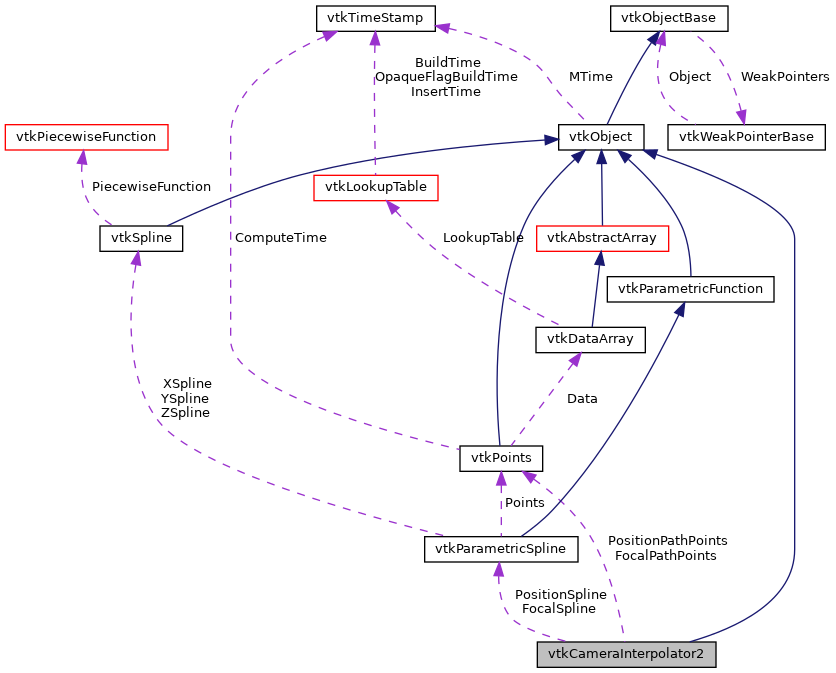 vtkTimeStamp
vtkObjectBase
BuildTime
OpaqueFlagBuildTime
InsertTime
MTime
Object
WeakPointers
vtkPiecewiseFunction
vtkObject
vtkWeakPointerBase
PiecewiseFunction
vtkLookupTable
vtkSpline
ComputeTime
LookupTable
vtkAbstractArray
vtkParametricFunction
vtkDataArray
XSpline
YSpline
ZSpline
Data
vtkPoints
Points
vtkParametricSpline
PositionPathPoints
FocalPathPoints
PositionSpline
FocalSpline
vtkCameraInterpolator2